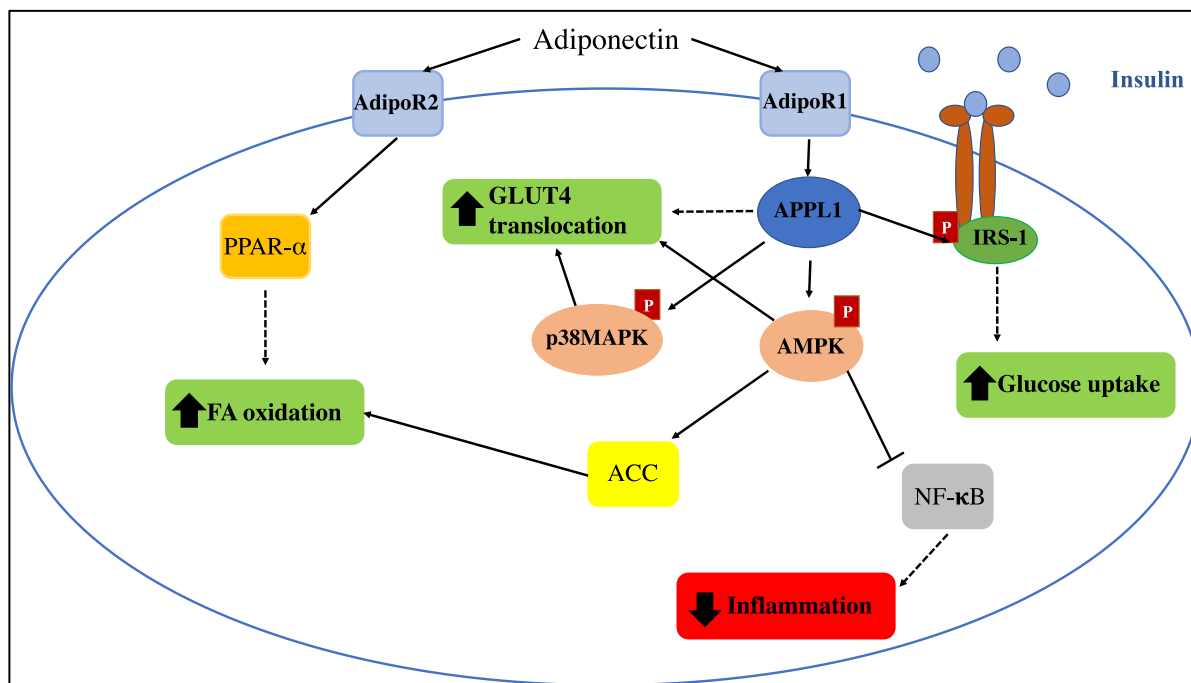 Adiponectin
Insulin
AdipoR2
AdipoR1
GLUT4
translocation
APPL1
P
IRS-1
PPAR-α
P
p38MAPK
P
AMPK
FA oxidation
Glucose uptake
ACC
NF-κB
Inflammation